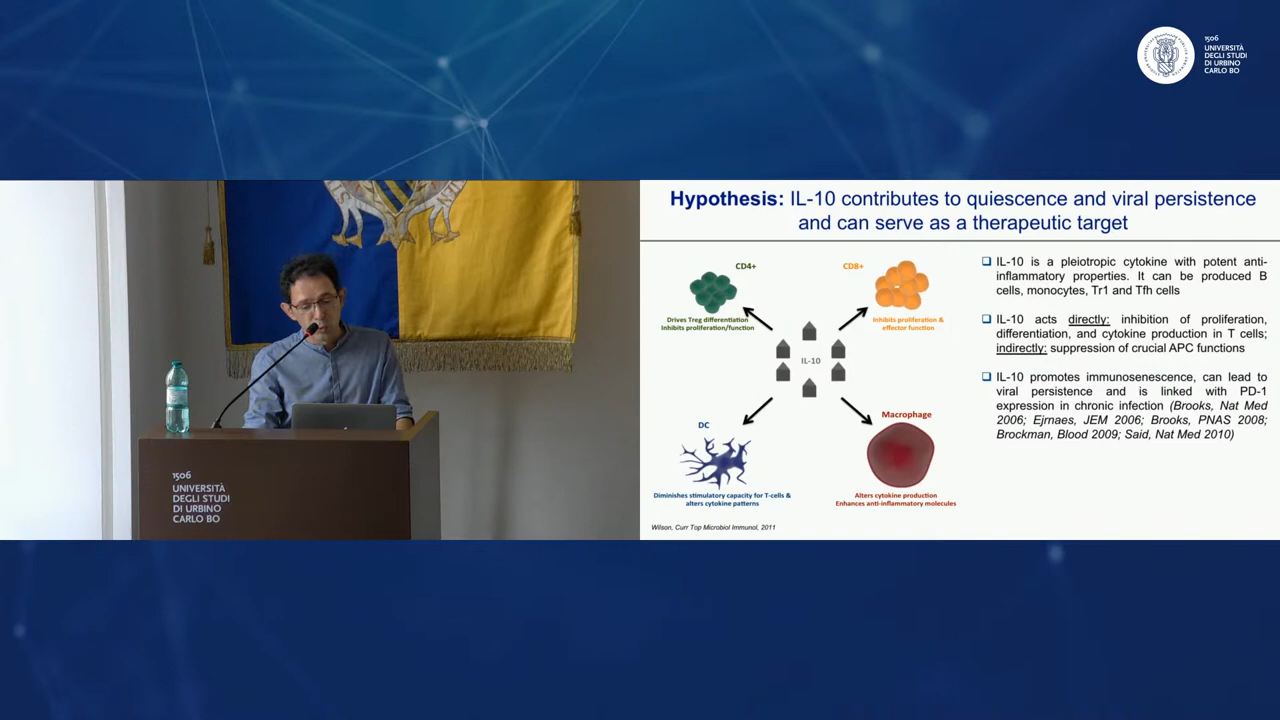 1506
UNIVERSITÀ
DEGLI STUDI
DI URBINO
CARLO BO
1506
UNIVERSITÀ
DEGLI STUDI
DI URBINO
CARLO BO
Hypothesis: IL-10 contributes to quiescence and viral persistence
and can serve as a therapeutic target
CD4+
Drives Treg differentiation
Inhibits proliferation/function
CD8+
Inhibits proliferation &
effector function
IL-10
DC
Diminishes stimulatory capacity for T-cells &
alters cytokine patterns
Macrophage
Alters cytokine production
Enhances anti-inflammatory molecules
Wilson, Curr Top Microbiol Immunol, 2011
IL-10 is a pleiotropic cytokine with potent anti-
inflammatory properties. It can be produced B
cells, monocytes, Tr1 and Tfh cells
IL-10 acts directly: inhibition of proliferation,
differentiation, and cytokine production in T cells;
indirectly: suppression of crucial APC functions
IL-10 promotes immunosenescence, can lead to
viral persistence and is linked with PD-1
expression in chronic infection (Brooks, Nat Med
2006; Ejrnaes, JEM 2006; Brooks, PNAS 2008;
Brockman, Blood 2009; Said, Nat Med 2010)